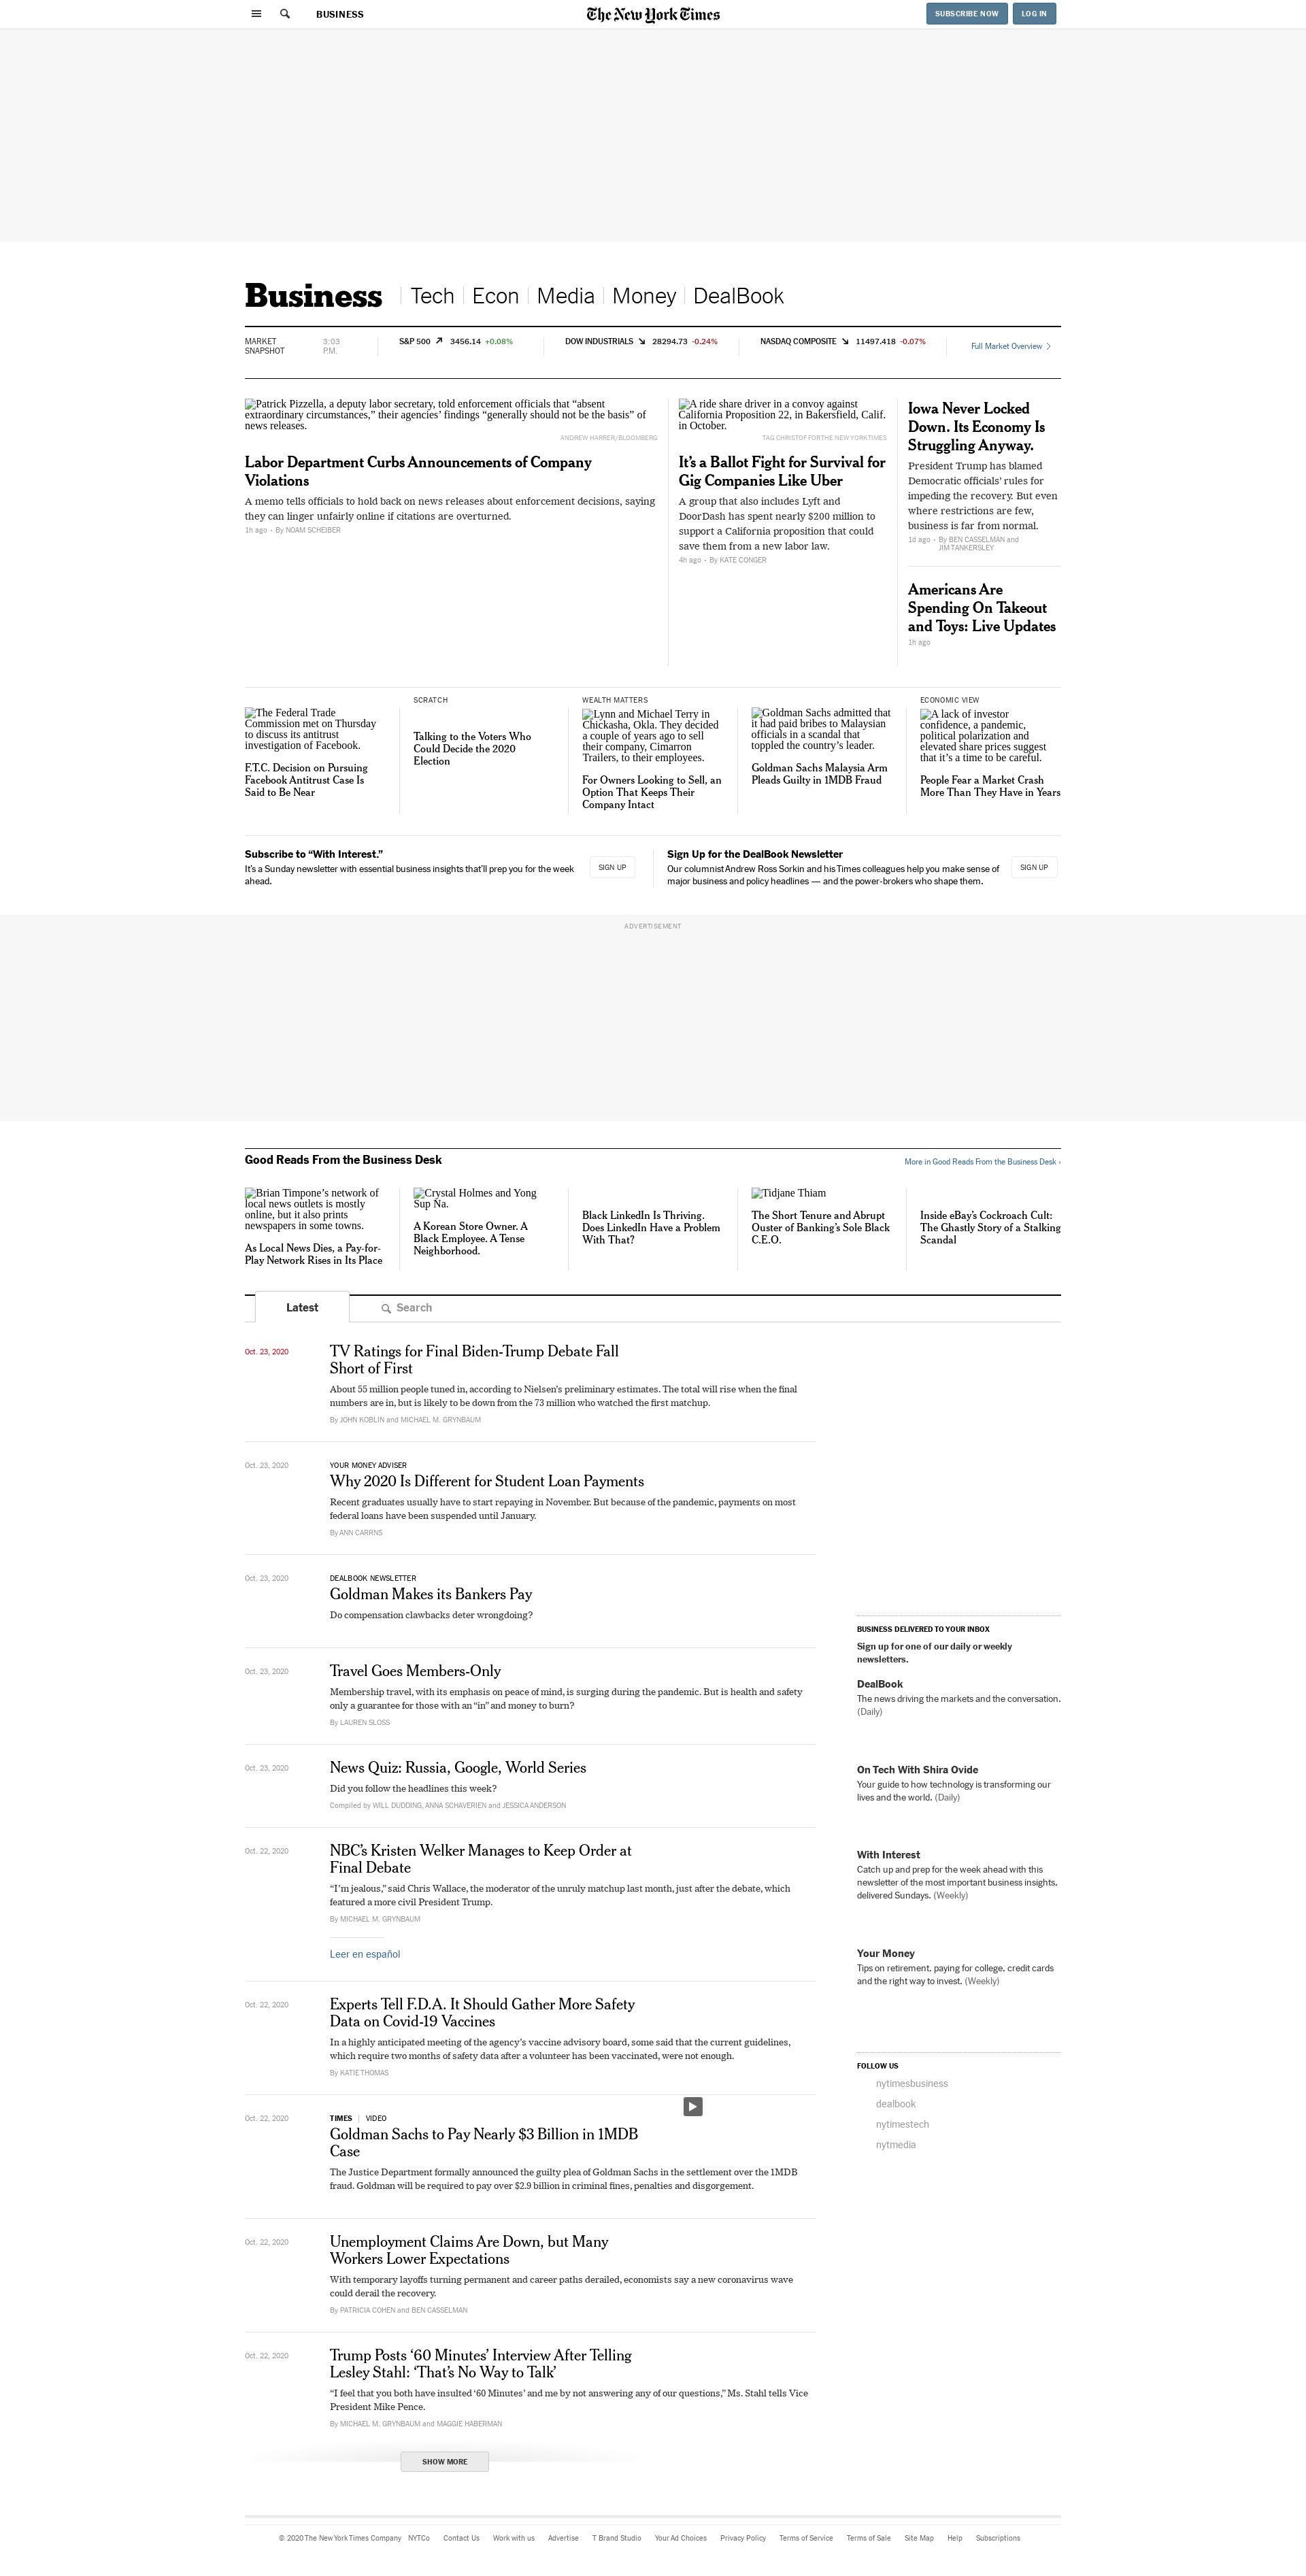 BUSINESS
The New York Times
SUBSCRIBE NOW
LOG IN
Business
Tech
Econ
Media
Money
DealBook
MARKET
SNAPSHOT
3:03
P.M.
S&P 500 3456.14 +0.08%
DOW INDUSTRIALS 28294.73 -0.24%
NASDAQ COMPOSITE 11497.418 -0.07%
Full Market Overview
Patrick Pizzella, a deputy labor secretary, told enforcement officials that “absent
extraordinary circumstances,” their agencies’ findings “generally should not be the basis” of
news releases.
ANDREW HARRER/BLOOMBERG
Labor Department Curbs Announcements of Company
Violations
A memo tells officials to hold back on news releases about enforcement decisions, saying
they can linger unfairly online if citations are overturned.
1h ago • By NOAM SCHEIBER
A ride share driver in a convoy against
California Proposition 22, in Bakersfield, Calif.
in October.
TAG CHRISTOF FOR THE NEW YORK TIMES
It’s a Ballot Fight for Survival for
Gig Companies Like Uber
A group that also includes Lyft and
DoorDash has spent nearly $200 million to
support a California proposition that could
save them from a new labor law.
4h ago • By KATE CONGER
Iowa Never Locked
Down. Its Economy Is
Struggling Anyway.
President Trump has blamed
Democratic officials’ rules for
impeding the recovery. But even
where restrictions are few,
business is far from normal.
1d ago • By BEN CASSELMAN and
JIM TANKERSLEY
Americans Are
Spending On Takeout
and Toys: Live Updates
1h ago
The Federal Trade
Commission met on Thursday
to discuss its antitrust
investigation of Facebook.
F.T.C. Decision on Pursuing
Facebook Antitrust Case Is
Said to Be Near
SCRATCH
Talking to the Voters Who
Could Decide the 2020
Election
WEALTH MATTERS
Lynn and Michael Terry in
Chickasha, Okla. They decided
a couple of years ago to sell
their company, Cimarron
Trailers, to their employees.
For Owners Looking to Sell, an
Option That Keeps Their
Company Intact
Goldman Sachs admitted that
it had paid bribes to Malaysian
officials in a scandal that
toppled the country’s leader.
Goldman Sachs Malaysia Arm
Pleads Guilty in 1MDB Fraud
ECONOMIC VIEW
A lack of investor
confidence, a pandemic,
political polarization and
elevated share prices suggest
that it’s a time to be careful.
People Fear a Market Crash
More Than They Have in Years
Subscribe to “With Interest.”
It’s a Sunday newsletter with essential business insights that’ll prep you for the week
ahead.
SIGN UP
Sign Up for the DealBook Newsletter
Our columnist Andrew Ross Sorkin and his Times colleagues help you make sense of
major business and policy headlines — and the power-brokers who shape them.
SIGN UP
ADVERTISEMENT
Good Reads From the Business Desk
More in Good Reads From the Business Desk ›
Brian Timpone’s network of
local news outlets is mostly
online, but it also prints
newspapers in some towns.
As Local News Dies, a Pay-for-
Play Network Rises in Its Place
Crystal Holmes and Yong
Sup Na.
A Korean Store Owner. A
Black Employee. A Tense
Neighborhood.
Black LinkedIn Is Thriving.
Does LinkedIn Have a Problem
With That?
Tidjane Thiam
The Short Tenure and Abrupt
Ouster of Banking’s Sole Black
C.E.O.
Inside eBay’s Cockroach Cult:
The Ghastly Story of a Stalking
Scandal
Latest
Search
Oct. 23, 2020
TV Ratings for Final Biden-Trump Debate Fall
Short of First
About 55 million people tuned in, according to Nielsen’s preliminary estimates. The total will rise when the final
numbers are in, but is likely to be down from the 73 million who watched the first matchup.
By JOHN KOBLIN and MICHAEL M. GRYNBAUM
Oct. 23, 2020
YOUR MONEY ADVISER
Why 2020 Is Different for Student Loan Payments
Recent graduates usually have to start repaying in November. But because of the pandemic, payments on most
federal loans have been suspended until January.
By ANN CARRNS
Oct. 23, 2020
DEALBOOK NEWSLETTER
Goldman Makes its Bankers Pay
Do compensation clawbacks deter wrongdoing?
Oct. 23, 2020
Travel Goes Members-Only
Membership travel, with its emphasis on peace of mind, is surging during the pandemic. But is health and safety
only a guarantee for those with an “in” and money to burn?
By LAUREN SLOSS
Oct. 23, 2020
News Quiz: Russia, Google, World Series
Did you follow the headlines this week?
Compiled by WILL DUDDING, ANNA SCHAVERIEN and JESSICA ANDERSON
Oct. 22, 2020
NBC’s Kristen Welker Manages to Keep Order at
Final Debate
“I’m jealous,” said Chris Wallace, the moderator of the unruly matchup last month, just after the debate, which
featured a more civil President Trump.
By MICHAEL M. GRYNBAUM
Leer en español
Oct. 22, 2020
Experts Tell F.D.A. It Should Gather More Safety
Data on Covid-19 Vaccines
In a highly anticipated meeting of the agency’s vaccine advisory board, some said that the current guidelines,
which require two months of safety data after a volunteer has been vaccinated, were not enough.
By KATIE THOMAS
Oct. 22, 2020
TIMES | VIDEO
Goldman Sachs to Pay Nearly $3 Billion in 1MDB
Case
The Justice Department formally announced the guilty plea of Goldman Sachs in the settlement over the 1MDB
fraud. Goldman will be required to pay over $2.9 billion in criminal fines, penalties and disgorgement.
Oct. 22, 2020
Unemployment Claims Are Down, but Many
Workers Lower Expectations
With temporary layoffs turning permanent and career paths derailed, economists say a new coronavirus wave
could derail the recovery.
By PATRICIA COHEN and BEN CASSELMAN
Oct. 22, 2020
Trump Posts ‘60 Minutes’ Interview After Telling
Lesley Stahl: ‘That’s No Way to Talk’
“I feel that you both have insulted ‘60 Minutes’ and me by not answering any of our questions,” Ms. Stahl tells Vice
President Mike Pence.
By MICHAEL M. GRYNBAUM and MAGGIE HABERMAN
SHOW MORE
BUSINESS DELIVERED TO YOUR INBOX
Sign up for one of our daily or weekly
newsletters.
DealBook
The news driving the markets and the conversation.
(Daily)
On Tech With Shira Ovide
Your guide to how technology is transforming our
lives and the world. (Daily)
With Interest
Catch up and prep for the week ahead with this
newsletter of the most important business insights,
delivered Sundays. (Weekly)
Your Money
Tips on retirement, paying for college, credit cards
and the right way to invest. (Weekly)
FOLLOW US
nytimesbusiness
dealbook
nytimestech
nytmedia
© 2020 The New York Times Company
NYTCo
Contact Us
Work with us
Advertise
T Brand Studio
Your Ad Choices
Privacy Policy
Terms of Service
Terms of Sale
Site Map
Help
Subscriptions